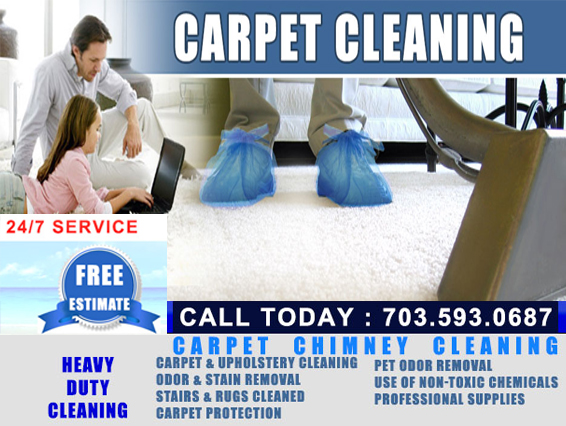 CARPET CLEANING
24/7 SERVICE
FREE
ESTIMATE
CALL TODAY : 703.593.0687
CARPET CHIMNEY CLEANING
HEAVY
DUTY
CLEANING
CARPET & UPHOLSTERY CLEANING
ODOR & STAIN REMOVAL
STAIRS & RUGS CLEANED
CARPET PROTECTION
PET ODOR REMOVAL
USE OF NON-TOXIC CHEMICALS
PROFESSIONAL SUPPLIES